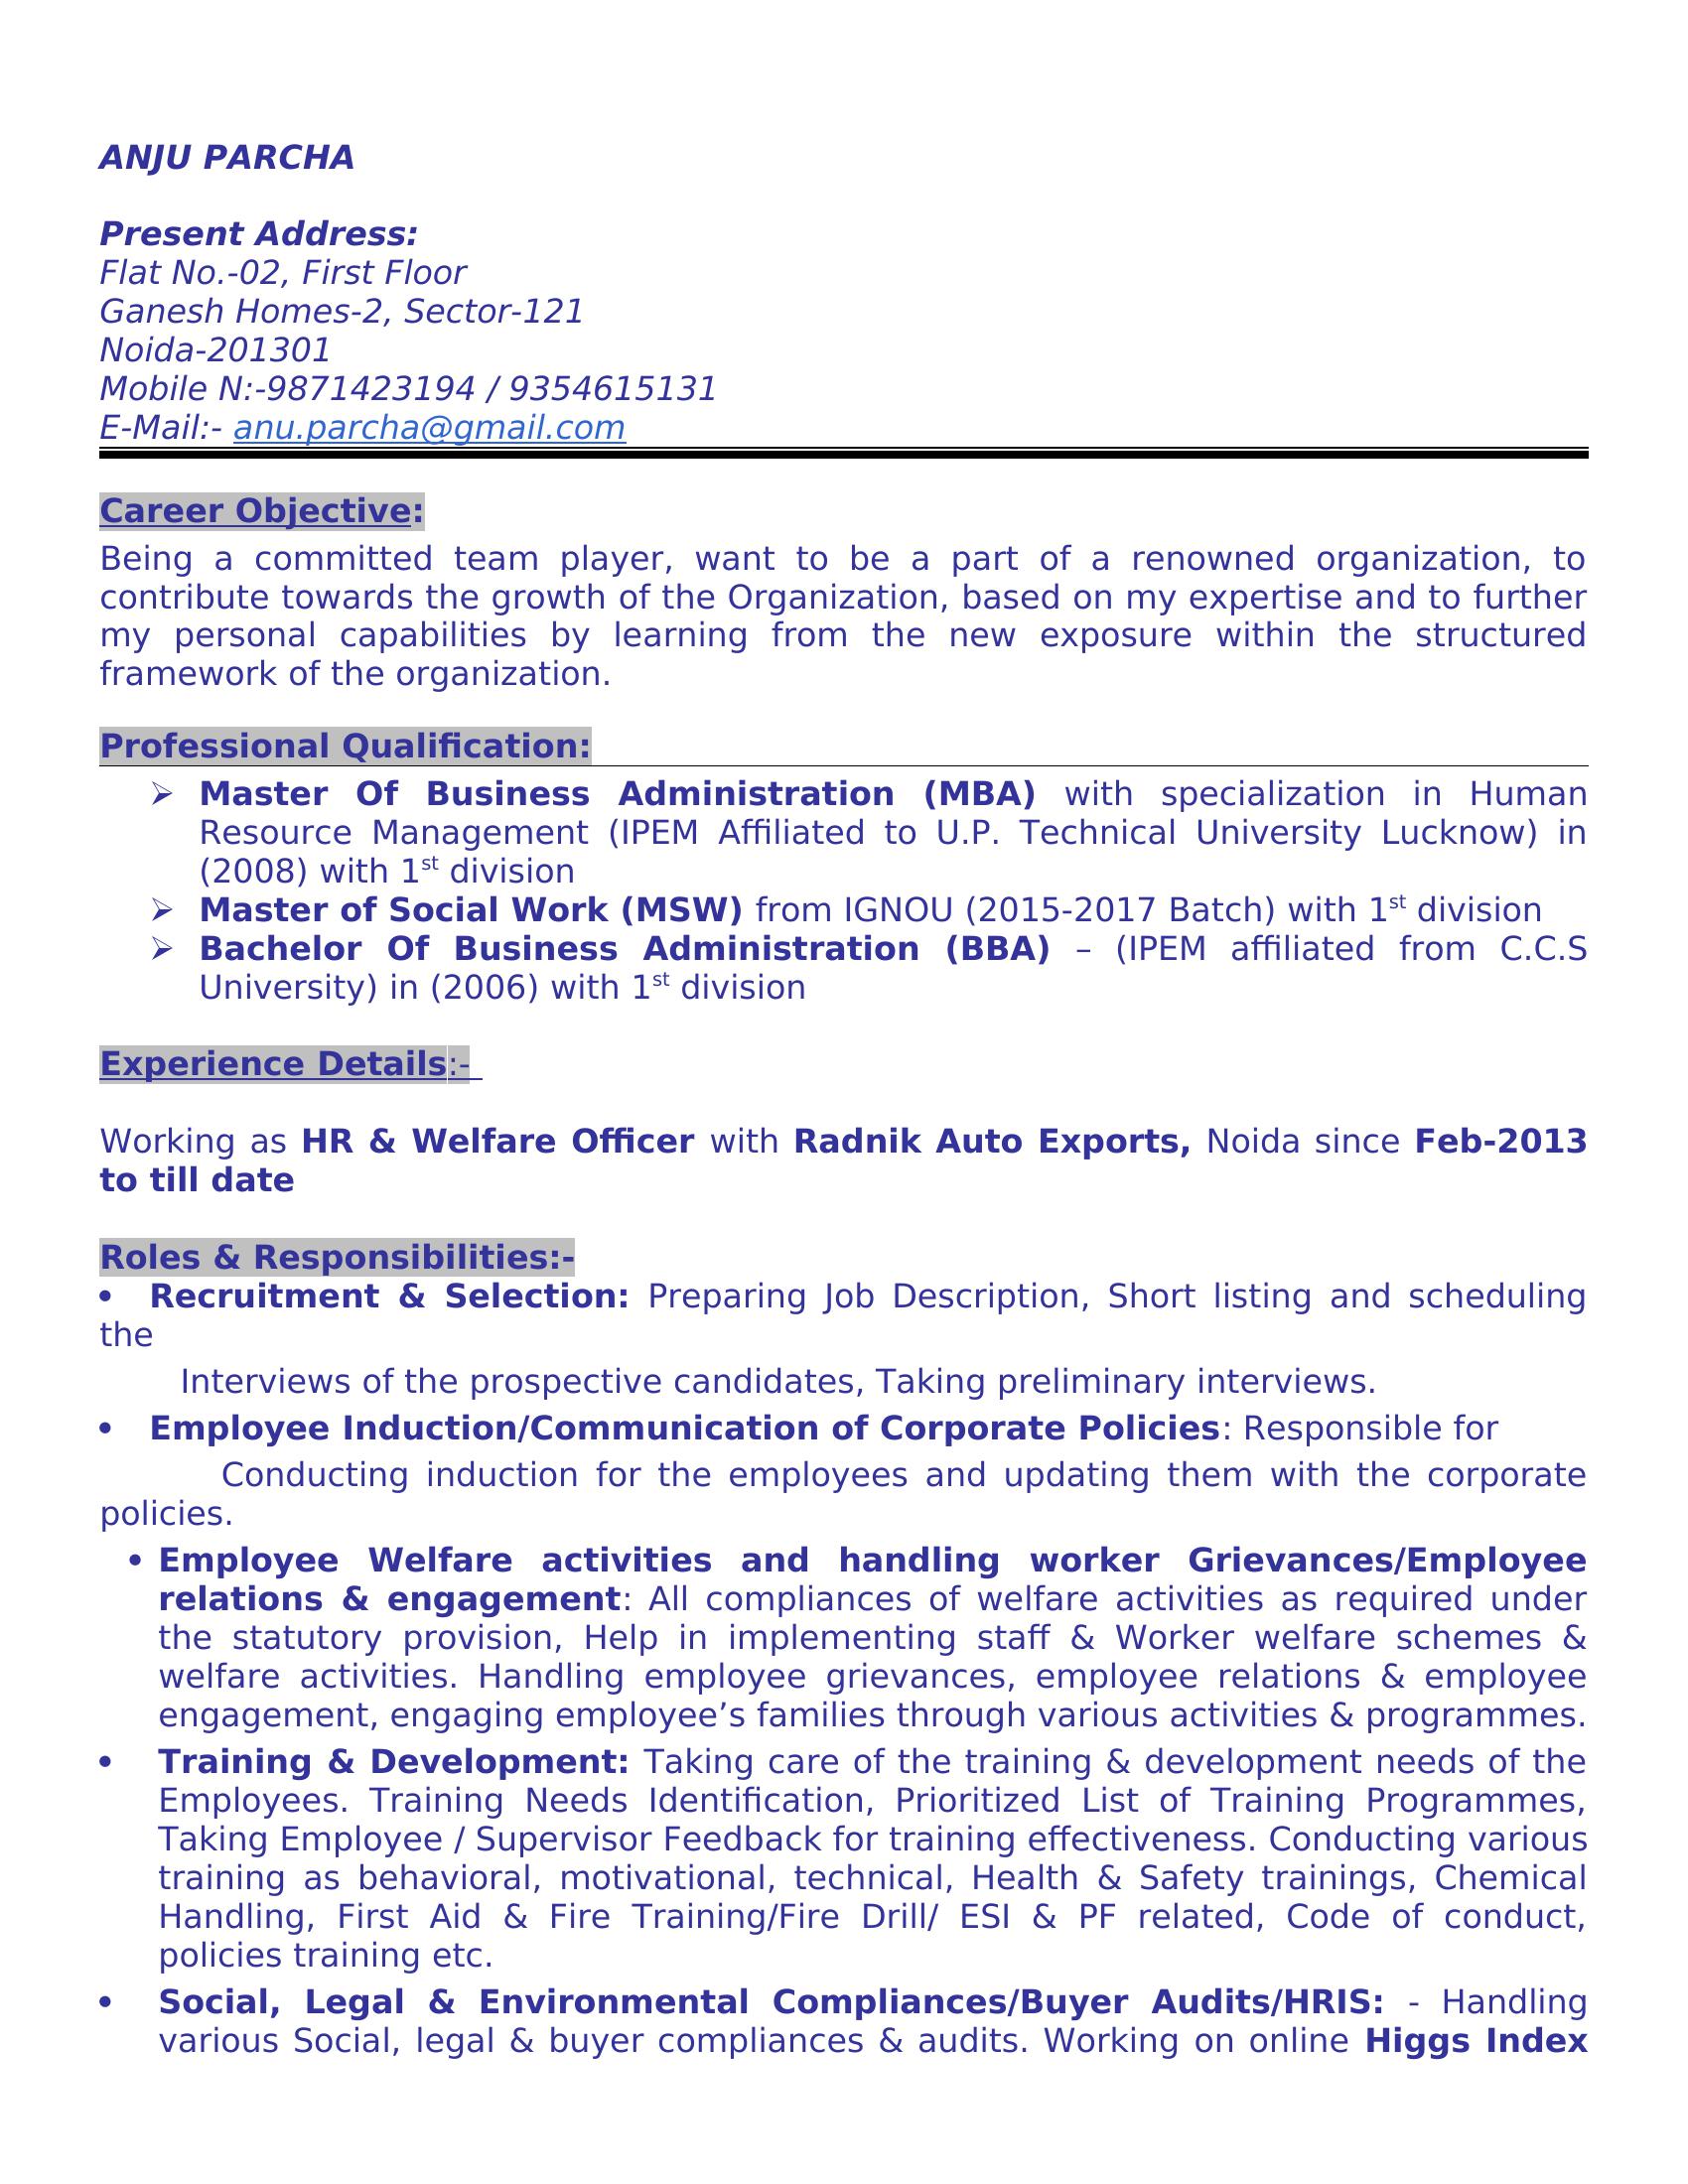 ANJU PARCHA
Present Address:
Flat No.-02, First Floor
Ganesh Homes-2, Sector-121
Noida-201301
Mobile N:-9871423194 / 9354615131
E-Mail:- anu.parcha@gmail.com
Career Objective:
Being a committed team player, want to be a part of a renowned organization, to
contribute towards the growth of the Organization, based on my expertise and to further
my personal capabilities by learning from the new exposure within the structured
framework of the organization.
Professional Qualification:
➢ Master Of Business Administration (MBA) with specialization in Human
Resource Management (IPEM Affiliated to U.P. Technical University Lucknow) in
(2008) with 1st division
➢ Master of Social Work (MSW) from IGNOU (2015-2017 Batch) with 1st division
➢ Bachelor Of Business Administration (BBA) – (IPEM affiliated from C.C.S
University) in (2006) with 1st division
Experience Details:-
Working as HR & Welfare Officer with Radnik Auto Exports, Noida since Feb-2013
to till date
Roles & Responsibilities:-
• Recruitment & Selection: Preparing Job Description, Short listing and scheduling
the
Interviews of the prospective candidates, Taking preliminary interviews.
• Employee Induction/Communication of Corporate Policies: Responsible for
Conducting induction for the employees and updating them with the corporate
policies.
• Employee Welfare activities and handling worker Grievances/Employee
relations & engagement: All compliances of welfare activities as required under
the statutory provision, Help in implementing staff & Worker welfare schemes &
welfare activities. Handling employee grievances, employee relations & employee
engagement, engaging employee’s families through various activities & programmes.
• Training & Development: Taking care of the training & development needs of the
Employees. Training Needs Identification, Prioritized List of Training Programmes,
Taking Employee / Supervisor Feedback for training effectiveness. Conducting various
training as behavioral, motivational, technical, Health & Safety trainings, Chemical
Handling, First Aid & Fire Training/Fire Drill/ ESI & PF related, Code of conduct,
policies training etc.
• Social, Legal & Environmental Compliances/Buyer Audits/HRIS: - Handling
various Social, legal & buyer compliances & audits. Working on online Higgs Index